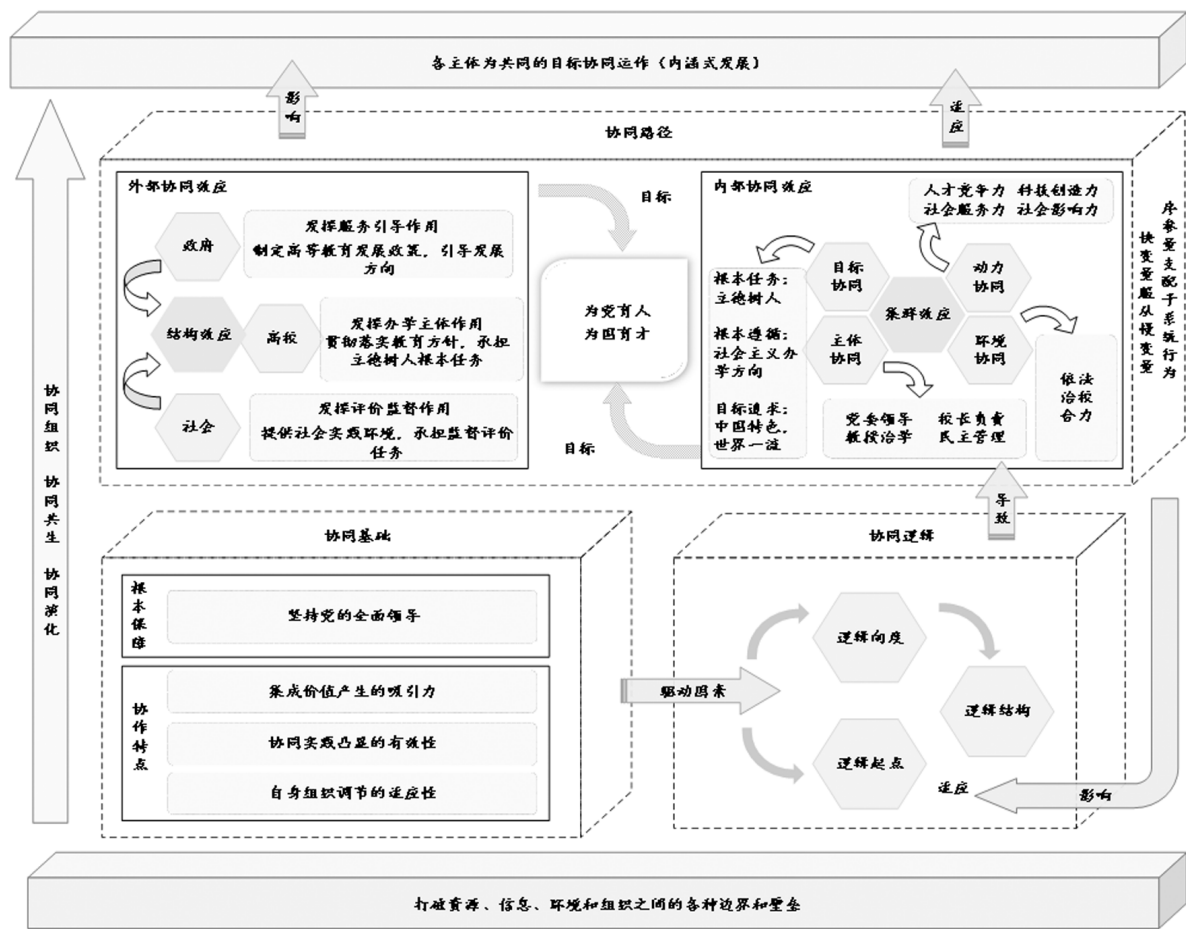 各主体为共同的目标协同运作（内涵式发展）
影响
适应
协同路径
外部协同效应
政府
发挥服务引导作用
制定高等教育发展政策，引导发展
方向
结构效应
高校
发挥办学主体作用
贯彻落实教育方针，承担
立德树人根本任务
社会
发挥评价监督作用
提供社会实践环境，承担监督评价
任务
目标
为党育人
为国育才
目标
内部协同效应
人才竞争力 科技创造力
社会服务力 社会影响力
目标
协同
动力
协同
集群效应
主体
协同
环境
协同
根本任务：
立德树人
根本遵循：
社会主义办
学方向
目标追求：
中国特色，
世界一流
党委领导 校长负责
教授治学 民主管理
依法
治校
合力
序参量支配子系统行为
快变量服从慢变量
协同组织 协同共生 协同演化
导致
协同基础
根本保障
坚持党的全面领导
协作特点
集成价值产生的吸引力
协同实践凸显的有效性
自身组织调节的适应性
驱动因素
协同逻辑
逻辑向度
逻辑结构
逻辑起点
适应
影响
打破资源、信息、环境和组织之间的各种边界和壁垒